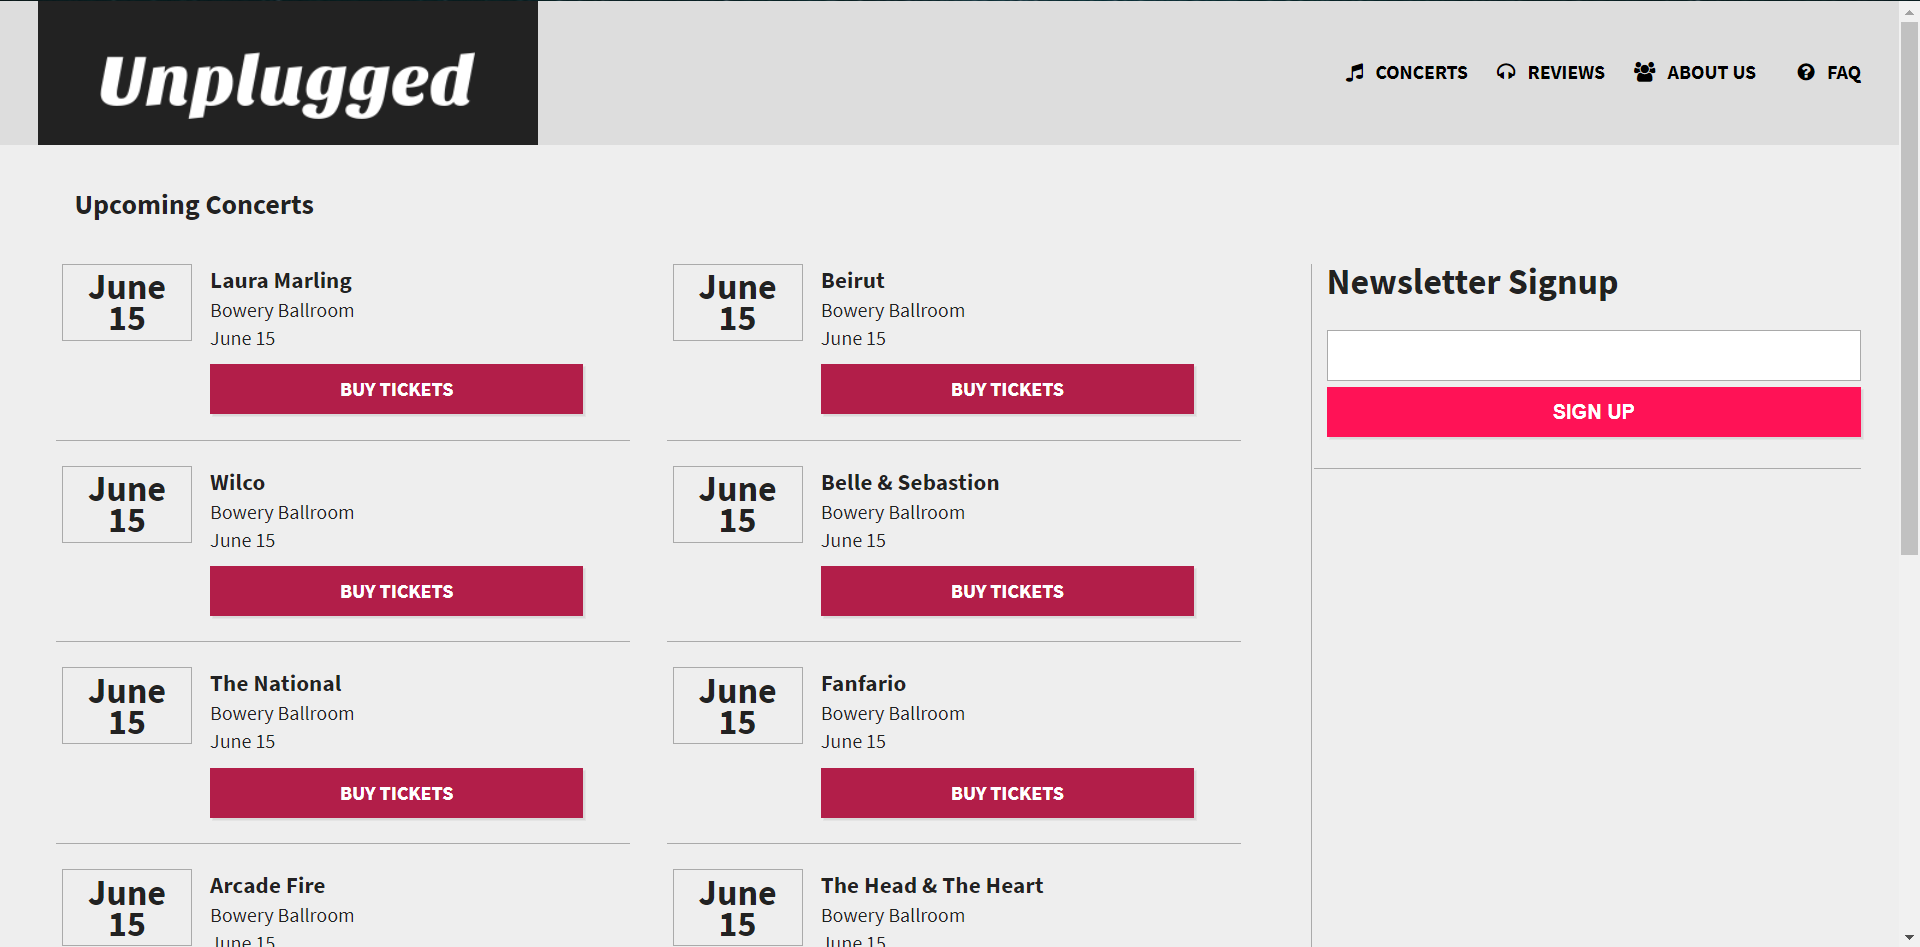 Unplugged
CONCERTS
REVIEWS
ABOUT US
FAQ
Upcoming Concerts
June
15
Laura Marling
Bowery Ballroom
June 15
BUY TICKETS
June
15
Beirut
Bowery Ballroom
June 15
BUY TICKETS
Newsletter Signup
SIGN UP
June
15
Wilco
Bowery Ballroom
June 15
BUY TICKETS
June
15
Belle & Sebastion
Bowery Ballroom
June 15
BUY TICKETS
June
15
The National
Bowery Ballroom
June 15
BUY TICKETS
June
15
Fanfario
Bowery Ballroom
June 15
BUY TICKETS
June
15
Arcade Fire
Bowery Ballroom
June 15
June
15
The Head & The Heart
Bowery Ballroom
June 15